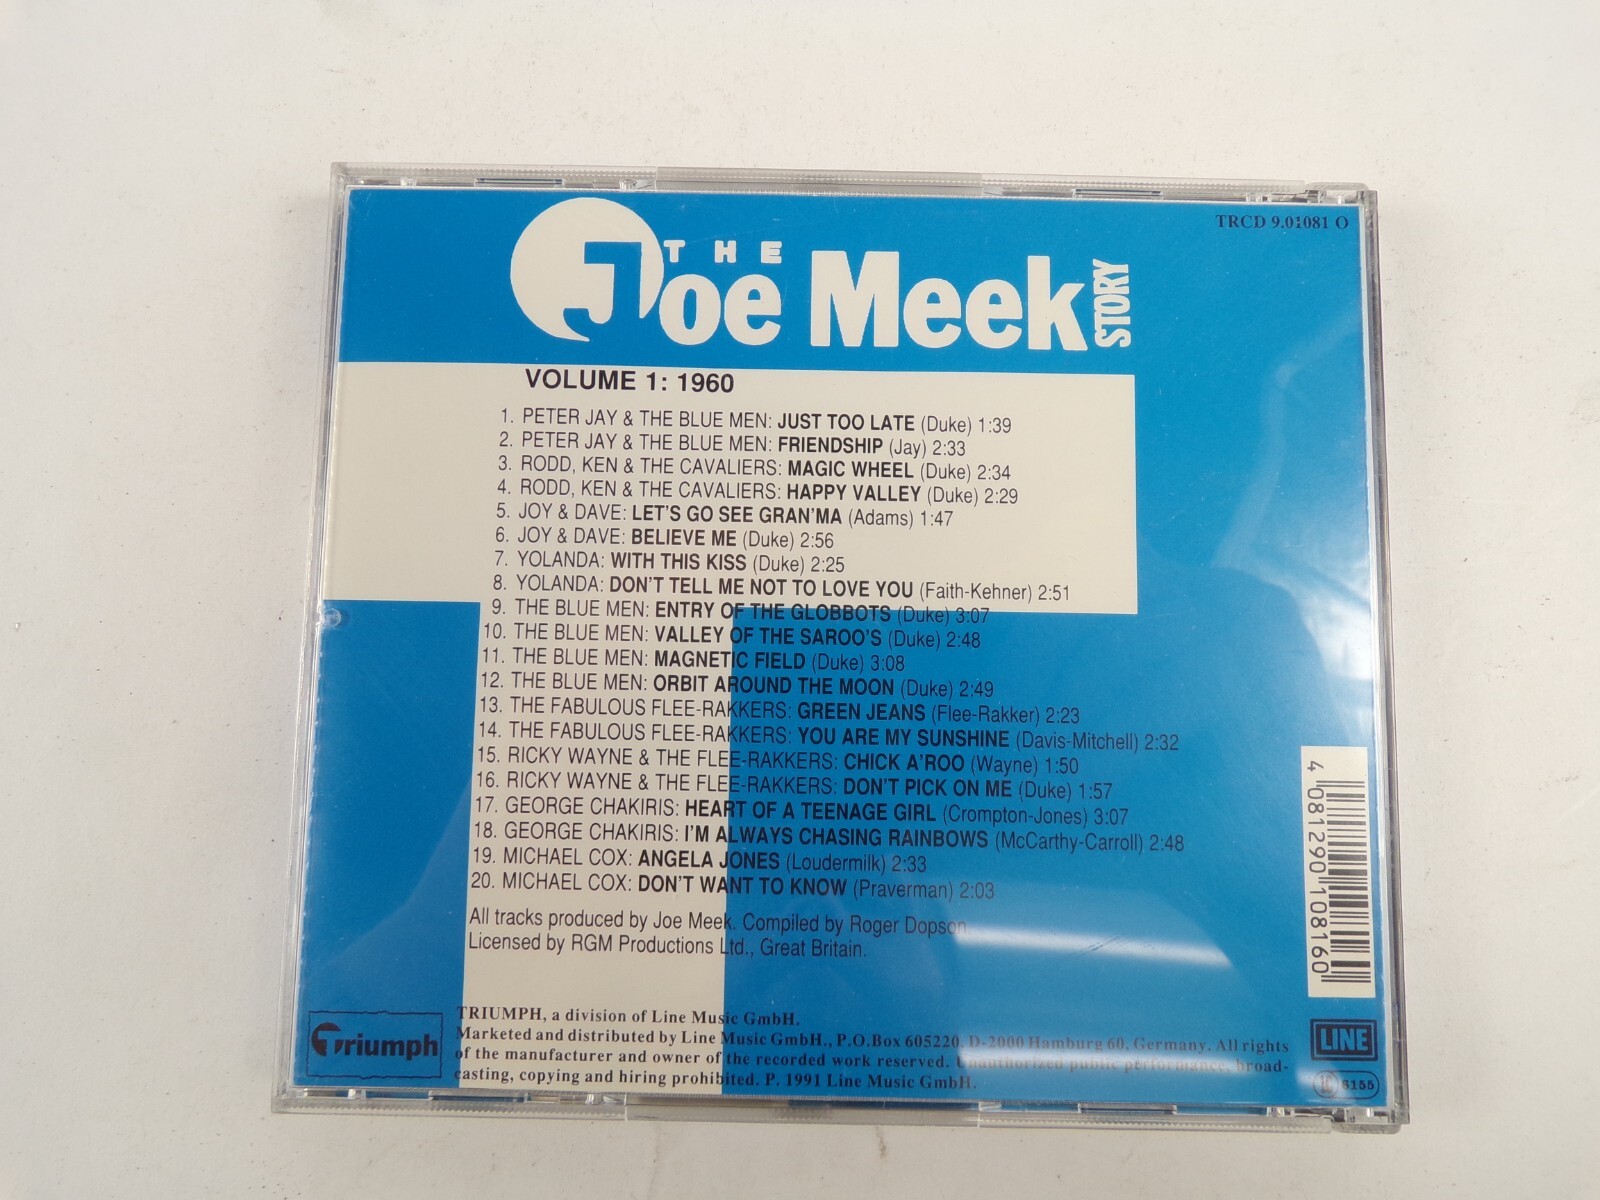 TRCD 9.01081 O
THE
Joe Meek STORY
VOLUME 1: 1960
1. PETER JAY & THE BLUE MEN: JUST TOO LATE (Duke) 1:39
2. PETER JAY & THE BLUE MEN: FRIENDSHIP (Jay) 2:33
3. RODD, KEN & THE CAVALIERS: MAGIC WHEEL (Duke) 2:34
4. RODD, KEN & THE CAVALIERS: HAPPY VALLEY (Duke) 2:29
5. JOY & DAVE: LET'S GO SEE GRAN'MA (Adams) 1:47
6. JOY & DAVE: BELIEVE ME (Duke) 2:56
7. YOLANDA: WITH THIS KISS (Duke) 2:25
8. YOLANDA: DON'T TELL ME NOT TO LOVE YOU (Faith-Kehner) 2:51
9. THE BLUE MEN: ENTRY OF THE GLOBBOTS (Duke) 3:07
10. THE BLUE MEN: VALLEY OF THE SAROO'S (Duke) 2:48
11. THE BLUE MEN: MAGNETIC FIELD (Duke) 3:08
12. THE BLUE MEN: ORBIT AROUND THE MOON (Duke) 2:49
13. THE FABULOUS FLEE-RAKKERS: GREEN JEANS (Flee-Rakker) 2:23
14. THE FABULOUS FLEE-RAKKERS: YOU ARE MY SUNSHINE (Davis-Mitchell) 2:32
15. RICKY WAYNE & THE FLEE-RAKKERS: CHICK A'ROO (Wayne) 1:50
16. RICKY WAYNE & THE FLEE-RAKKERS: DON'T PICK ON ME (Duke) 1:57
17. GEORGE CHAKIRIS: HEART OF A TEENAGE GIRL (Crompton-Jones) 3:07
18. GEORGE CHAKIRIS: I'M ALWAYS CHASING RAINBOWS (McCarthy-Carroll) 2:48
19. MICHAEL COX: ANGELA JONES (Loudermilk) 2:33
20. MICHAEL COX: DON'T WANT TO KNOW (Praverman) 2:03
All tracks produced by Joe Meek. Compiled by Roger Dopson.
Licensed by RGM Productions Ltd., Great Britain.
4 081290 108160
Triumph
TRIUMPH, a division of Line Music GmbH.
Marketed and distributed by Line Music GmbH., P.O.Box 605220, D-2000 Hamburg 60, Germany. All rights
of the manufacturer and owner of the recorded work reserved. Unauthorized public performance, broad-
casting, copying and hiring prohibited. P. 1991 Line Music GmbH.
LINE
LC 6155